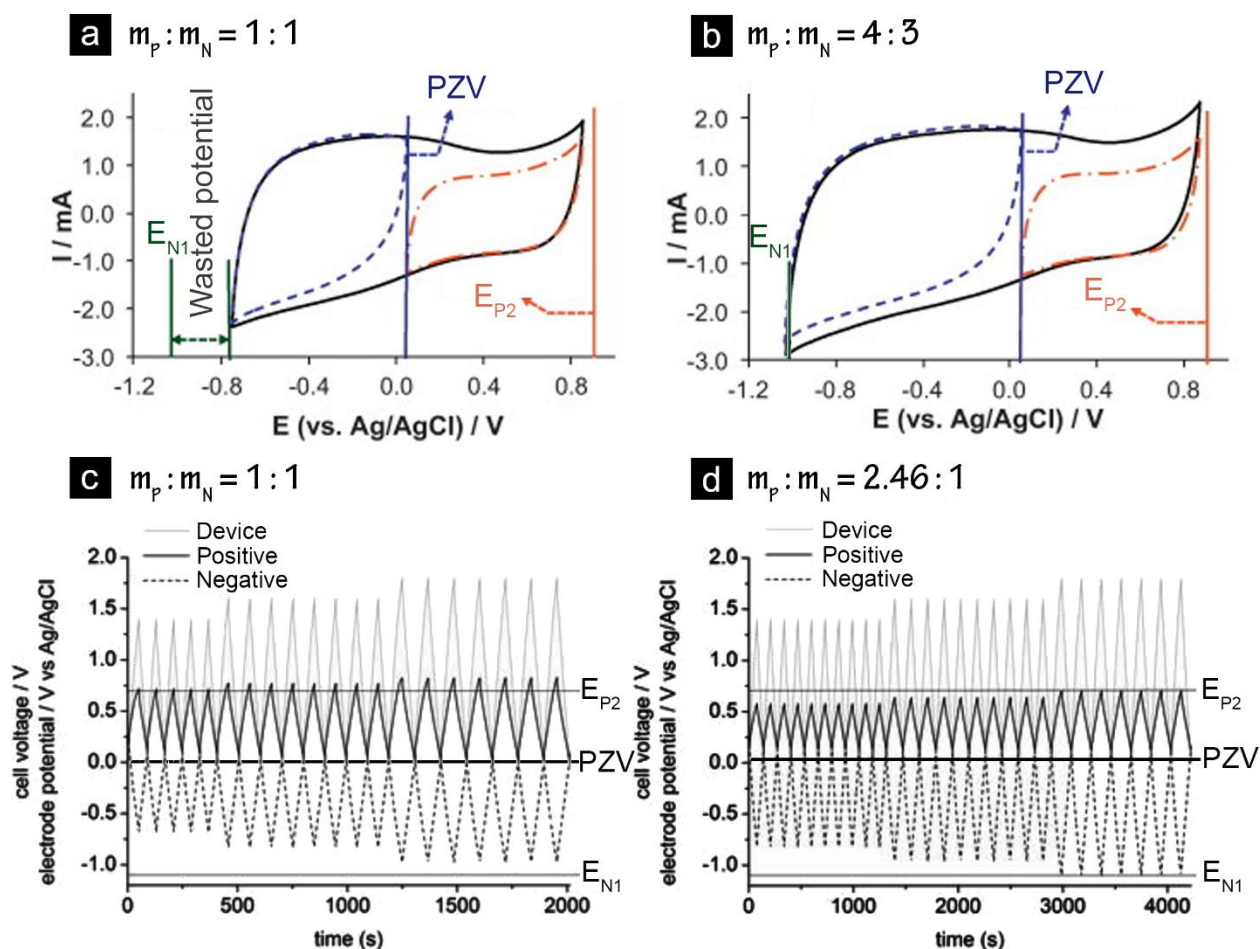 a m_P : m_N = 1 : 1
PZV
Wasted potential
E_N1
E_P2
I / mA
2.0
1.0
0.0
-1.0
-2.0
-3.0
-1.2 -0.8 -0.4 0.0 0.4 0.8
E (vs. Ag/AgCl) / V
b m_P : m_N = 4 : 3
PZV
E_N1
E_P2
I / mA
2.0
1.0
0.0
-1.0
-2.0
-3.0
-1.2 -0.8 -0.4 0.0 0.4 0.8
E (vs. Ag/AgCl) / V
c m_P : m_N = 1 : 1
Device
Positive
Negative
cell voltage / V
electrode potential / V vs Ag/AgCl
2.0
1.5
1.0
0.5
0.0
-0.5
-1.0
E_P2
PZV
0 500 1000 1500 2000
time (s)
d m_P : m_N = 2.46 : 1
Device
Positive
Negative
cell voltage / V
electrode potential / V vs Ag/AgCl
2.0
1.5
1.0
0.5
0.0
-0.5
-1.0
E_P2
PZV
E_N1
0 1000 2000 3000 4000
time (s)